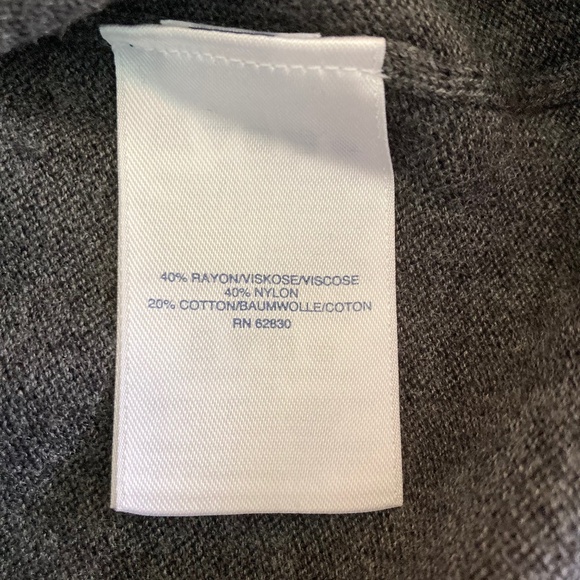 40% RAYON/VISKOSE/VISCOSE
40% NYLON
20% COTTON/BAUMWOLLE/COTON
RN 62830